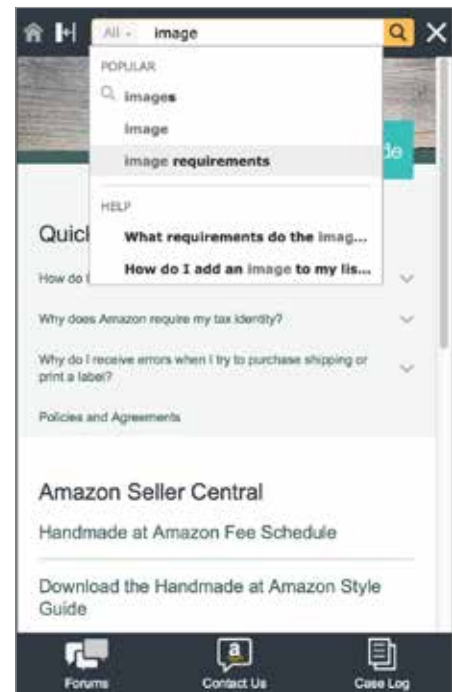 All
image
POPULAR
images
image
image requirements
de
HELP
What requirements do the imag...
Quick
How do I add an image to my lis...
How do I
Why does Amazon require my tax identity?
Why do I receive errors when I try to purchase shipping or
print a label?
Policies and Agreements
Amazon Seller Central
Handmade at Amazon Fee Schedule
Download the Handmade at Amazon Style
Guide
a
Forums
Contact Us
Case Log